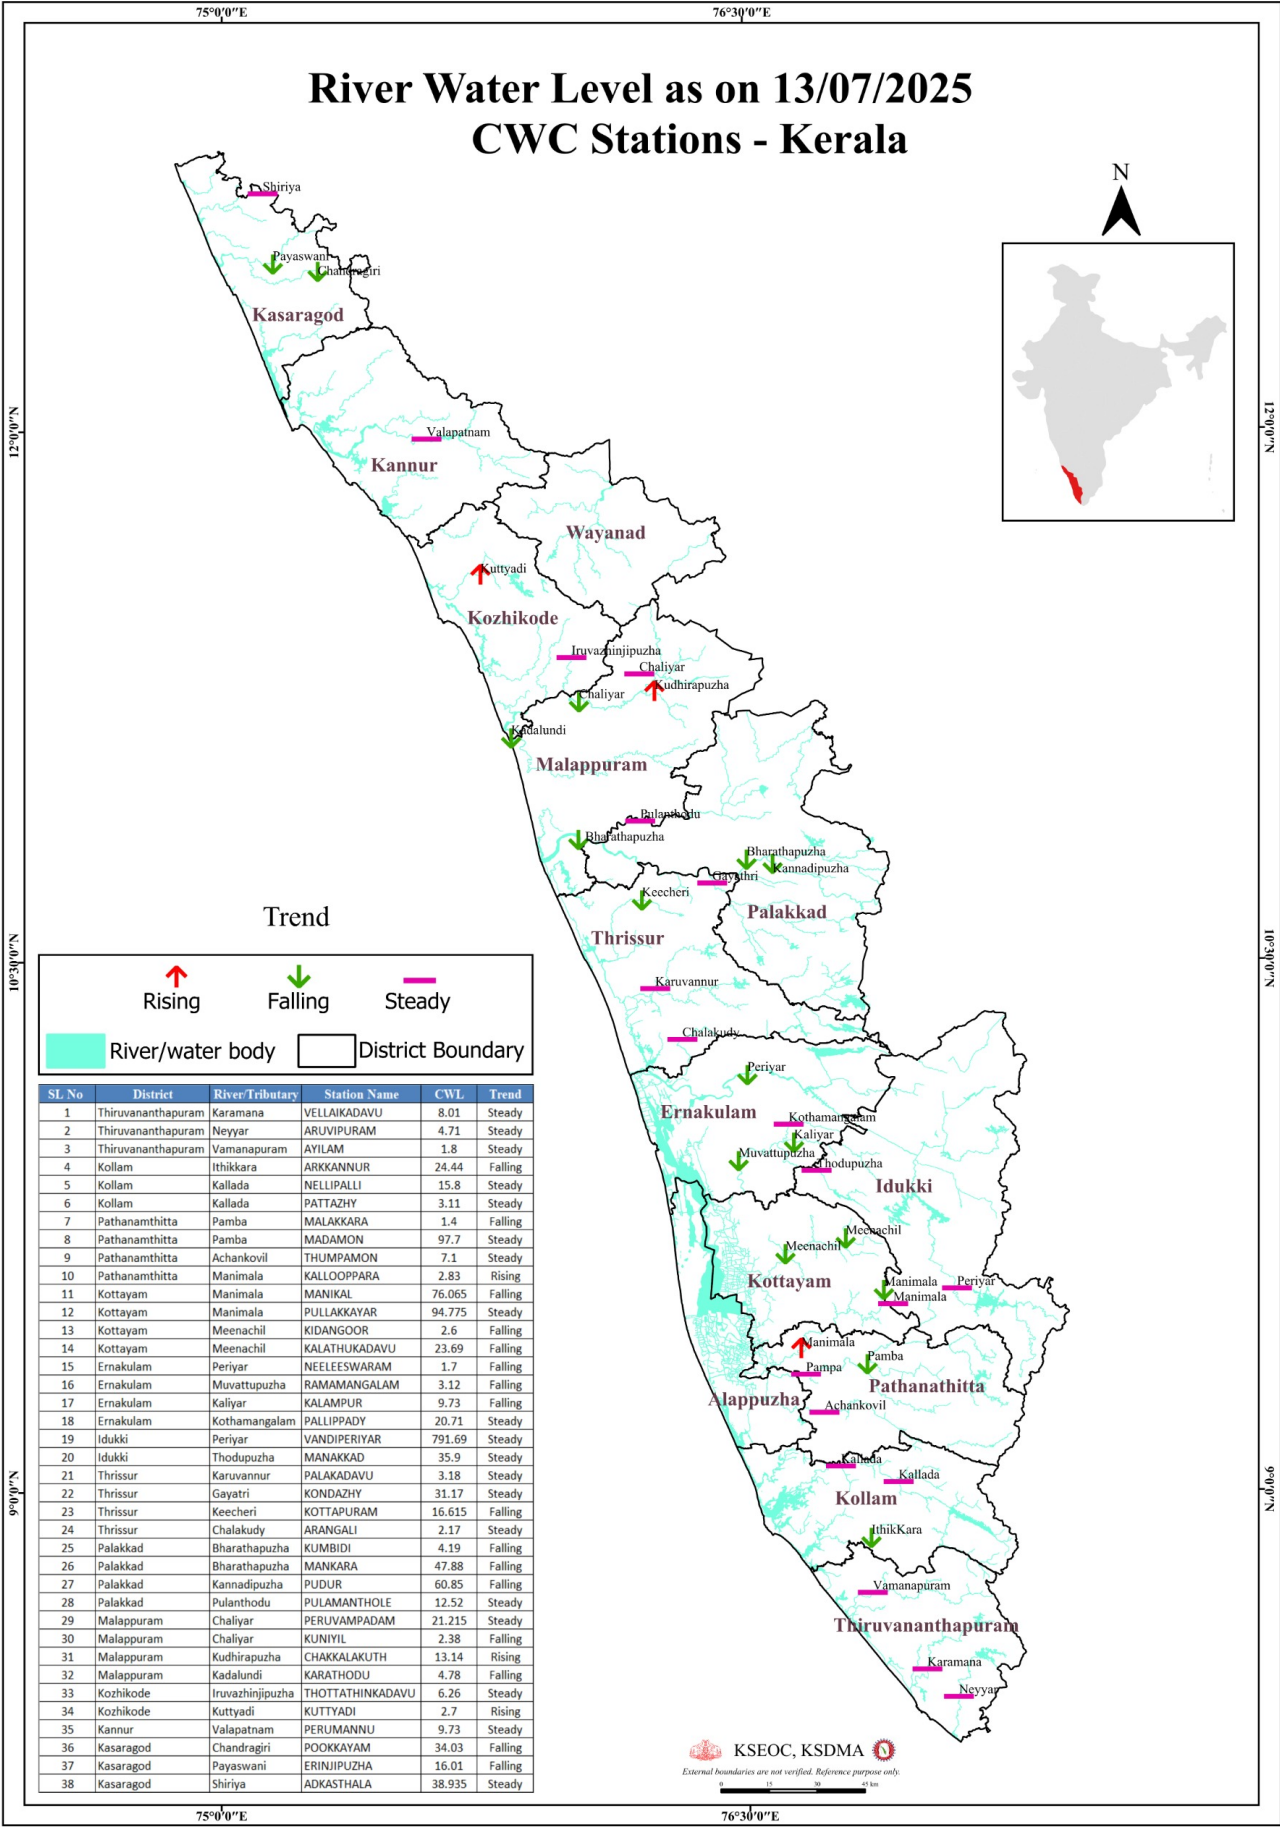 75°0'0"E 76°30'0"E
River Water Level as on 13/07/2025
CWC Stations - Kerala
N
Shiriya
Payaswani
Chandragiri
Kasaragod
12°0'0"N 12°0'0"N
Valapatnam
Kannur
Wayanad
Kuttyadi
Kozhikode
Iruvazhinjipuzha
Chaliyar
Kudhirapuzha
Chaliyar
Kadalundi
Malappuram
Pulanthodu
Bharathapuzha
Bharathapuzha
Kannadipuzha
Gayathri
Keecheri
Palakkad
Thrissur
10°30'0"N 10°30'0"N
Karuvannur
Chalakudy
Periyar
Ernakulam
Kothamangalam
Kaliyar
Muvattupuzha
Thodupuzha
Idukki
Meenachil
Meenachil
Kottayam
Manimala
Periyar
Manimala
Manimala
Pamba
Pampa
Pathanathitta
Alappuzha
Achankovil
Kallada
Kallada
Kollam
9°0'0"N 9°0'0"N
IthikKara
Vamanapuram
Thiruvananthapuram
Karamana
Neyyar
Trend
Rising Falling Steady
River/water body District Boundary
SL No District River/Tributary Station Name CWL Trend
1 Thiruvananthapuram Karamana VELLAIKADAVU 8.01 Steady
2 Thiruvananthapuram Neyyar ARUVIPURAM 4.71 Steady
3 Thiruvananthapuram Vamanapuram AYILAM 1.8 Steady
4 Kollam Ithikkara ARKKANNUR 24.44 Falling
5 Kollam Kallada NELLIPALLI 15.8 Steady
6 Kollam Kallada PATTAZHY 3.11 Steady
7 Pathanamthitta Pamba MALAKKARA 1.4 Falling
8 Pathanamthitta Pamba MADAMON 97.7 Steady
9 Pathanamthitta Achankovil THUMPAMON 7.1 Steady
10 Pathanamthitta Manimala KALLOOPPARA 2.83 Rising
11 Kottayam Manimala MANIKAL 76.065 Falling
12 Kottayam Manimala PULLAKKAYAR 94.775 Steady
13 Kottayam Meenachil KIDANGOOR 2.6 Falling
14 Kottayam Meenachil KALATHUKADAVU 23.69 Falling
15 Ernakulam Periyar NEELEESWARAM 1.7 Falling
16 Ernakulam Muvattupuzha RAMAMANGALAM 3.12 Falling
17 Ernakulam Kaliyar KALAMPUR 9.73 Falling
18 Ernakulam Kothamangalam PALLIPPADY 20.71 Steady
19 Idukki Periyar VANDIPERIYAR 791.69 Steady
20 Idukki Thodupuzha MANAKKAD 35.9 Steady
21 Thrissur Karuvannur PALAKADAVU 3.18 Steady
22 Thrissur Gayatri KONDAZHY 31.17 Steady
23 Thrissur Keecheri KOTTAPURAM 16.615 Falling
24 Thrissur Chalakudy ARANGALI 2.17 Steady
25 Palakkad Bharathapuzha KUMBIDI 4.19 Falling
26 Palakkad Bharathapuzha MANKARA 47.88 Falling
27 Palakkad Kannadipuzha PUDUR 60.85 Falling
28 Palakkad Pulanthodu PULAMANTHOLE 12.52 Steady
29 Malappuram Chaliyar PERUVAMPADAM 21.215 Steady
30 Malappuram Chaliyar KUNIYIL 2.38 Falling
31 Malappuram Kudhirapuzha CHAKKALAKUTH 13.14 Rising
32 Malappuram Kadalundi KARATHODU 4.78 Falling
33 Kozhikode Iruvazhinjipuzha THOTTATHINKADAVU 6.26 Steady
34 Kozhikode Kuttyadi KUTTYADI 2.7 Rising
35 Kannur Valapatnam PERUMANNU 9.73 Steady
36 Kasaragod Chandragiri POOKKAYAM 34.03 Falling
37 Kasaragod Payaswani ERINJIPUZHA 16.01 Falling
38 Kasaragod Shiriya ADKASTHALA 38.935 Steady
KSEOC, KSDMA
External boundaries are not verified. Reference purpose only.
0 15 30 45 km
75°0'0"E 76°30'0"E